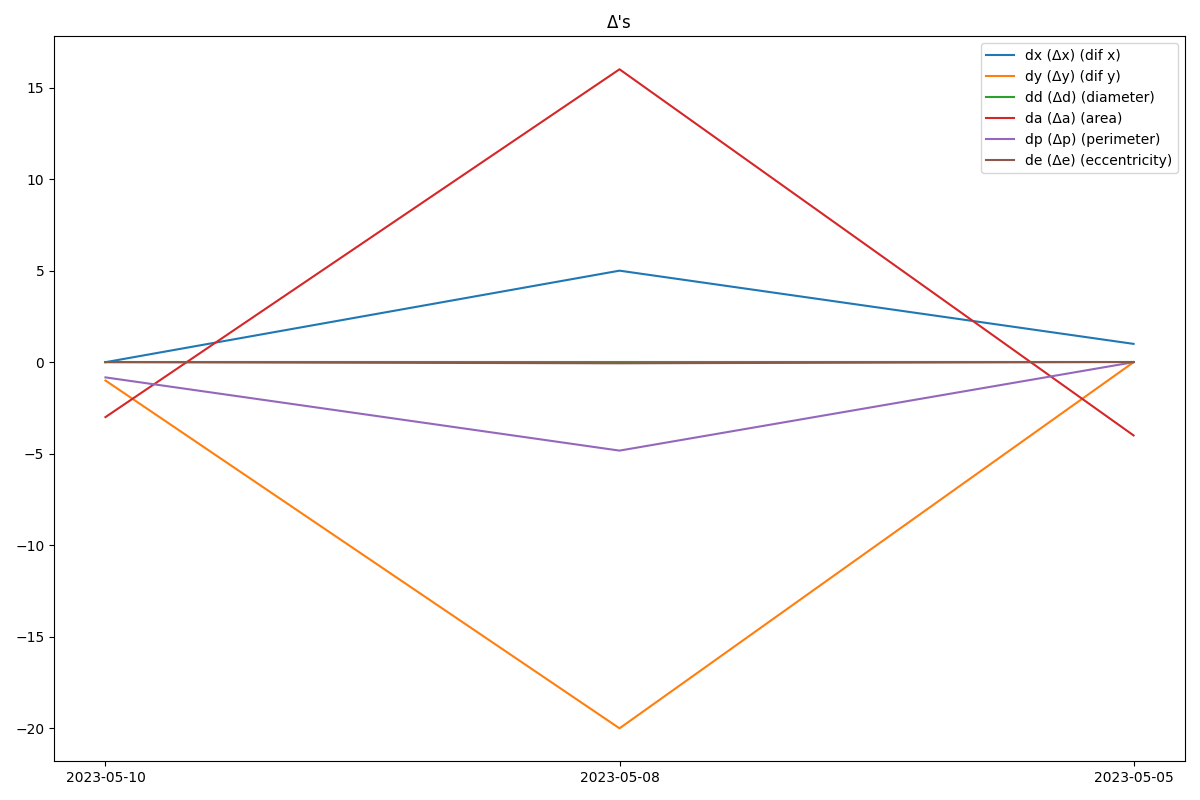 Δ's
dx (Δx) (dif x)
dy (Δy) (dif y)
dd (Δd) (diameter)
da (Δa) (area)
dp (Δp) (perimeter)
de (Δe) (eccentricity)
15
10
5
0
−5
−10
−15
−20
2023-05-10
2023-05-08
2023-05-05